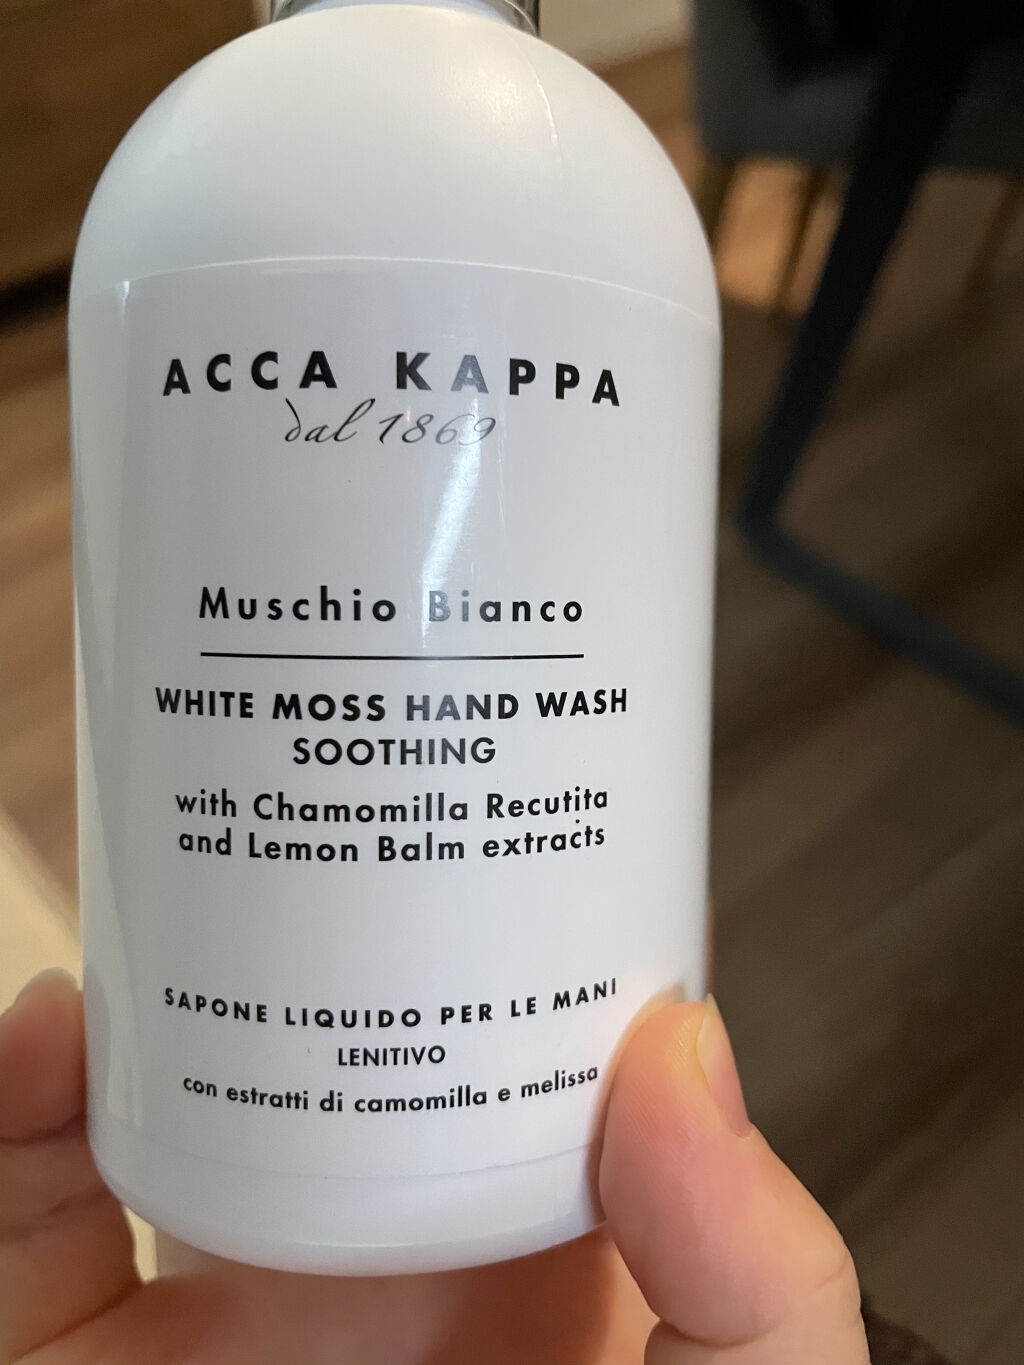 ACCA KAPPA
dal 1869
Muschio Bianco
WHITE MOSS HAND WASH
SOOTHING
with Chamomilla Recutita
and Lemon Balm extracts
SAPONE LIQUIDO PER LE MANI
LENITIVO
con estratti di camomilla e melissa